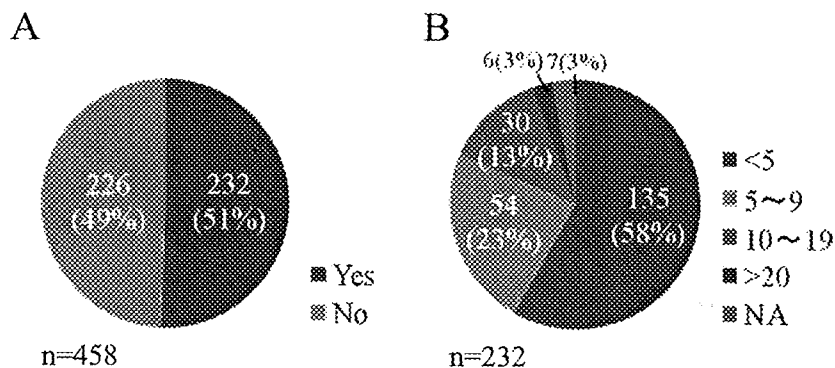 A
226
(49%)
232
(51%)
Yes
No
n=458
B
6(3%)
7(3%)
30
(13%)
54
(23%)
135
(58%)
<5
5～9
10～19
>20
NA
n=232